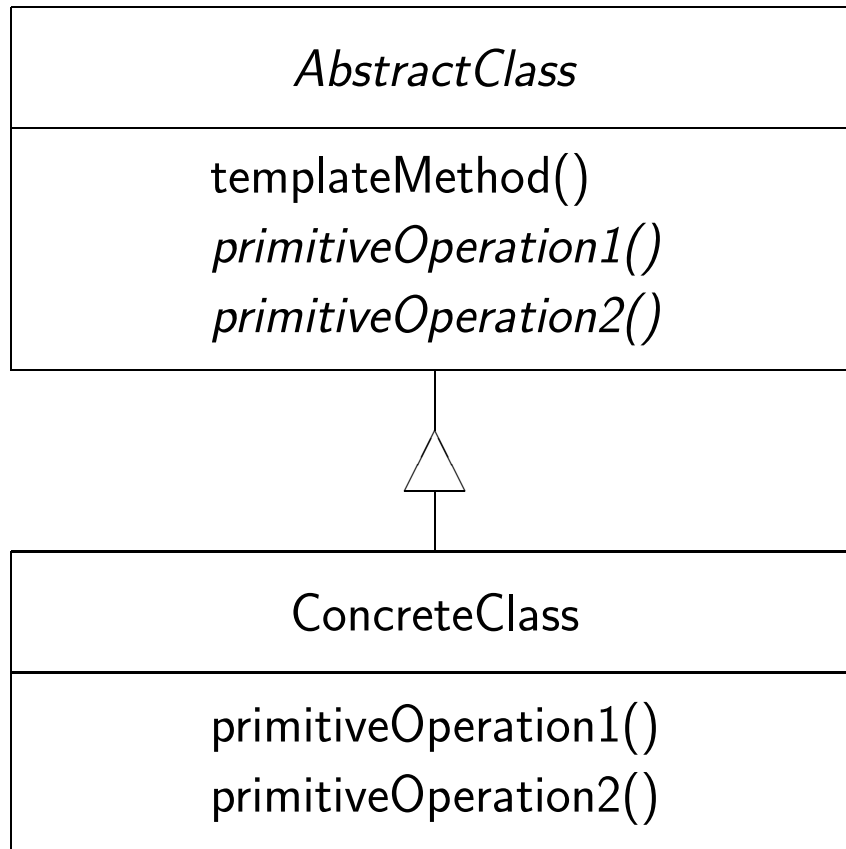 AbstractClass
templateMethod()
primitiveOperation1()
primitiveOperation2()
ConcreteClass
primitiveOperation1()
primitiveOperation2()